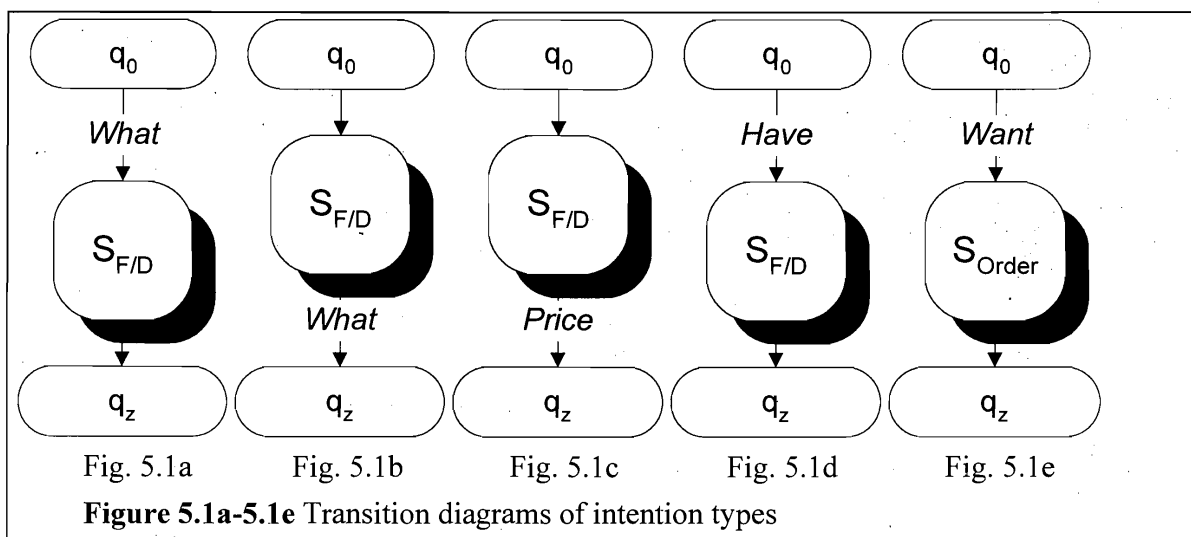 q0 q0 q0 q0 q0
What Have Want
SF/D SF/D
SF/D SF/D SOrder
What Price
qz qz qz qz qz
Fig. 5.1a Fig. 5.1b Fig. 5.1c Fig. 5.1d Fig. 5.1e
Figure 5.1a-5.1e Transition diagrams of intention types